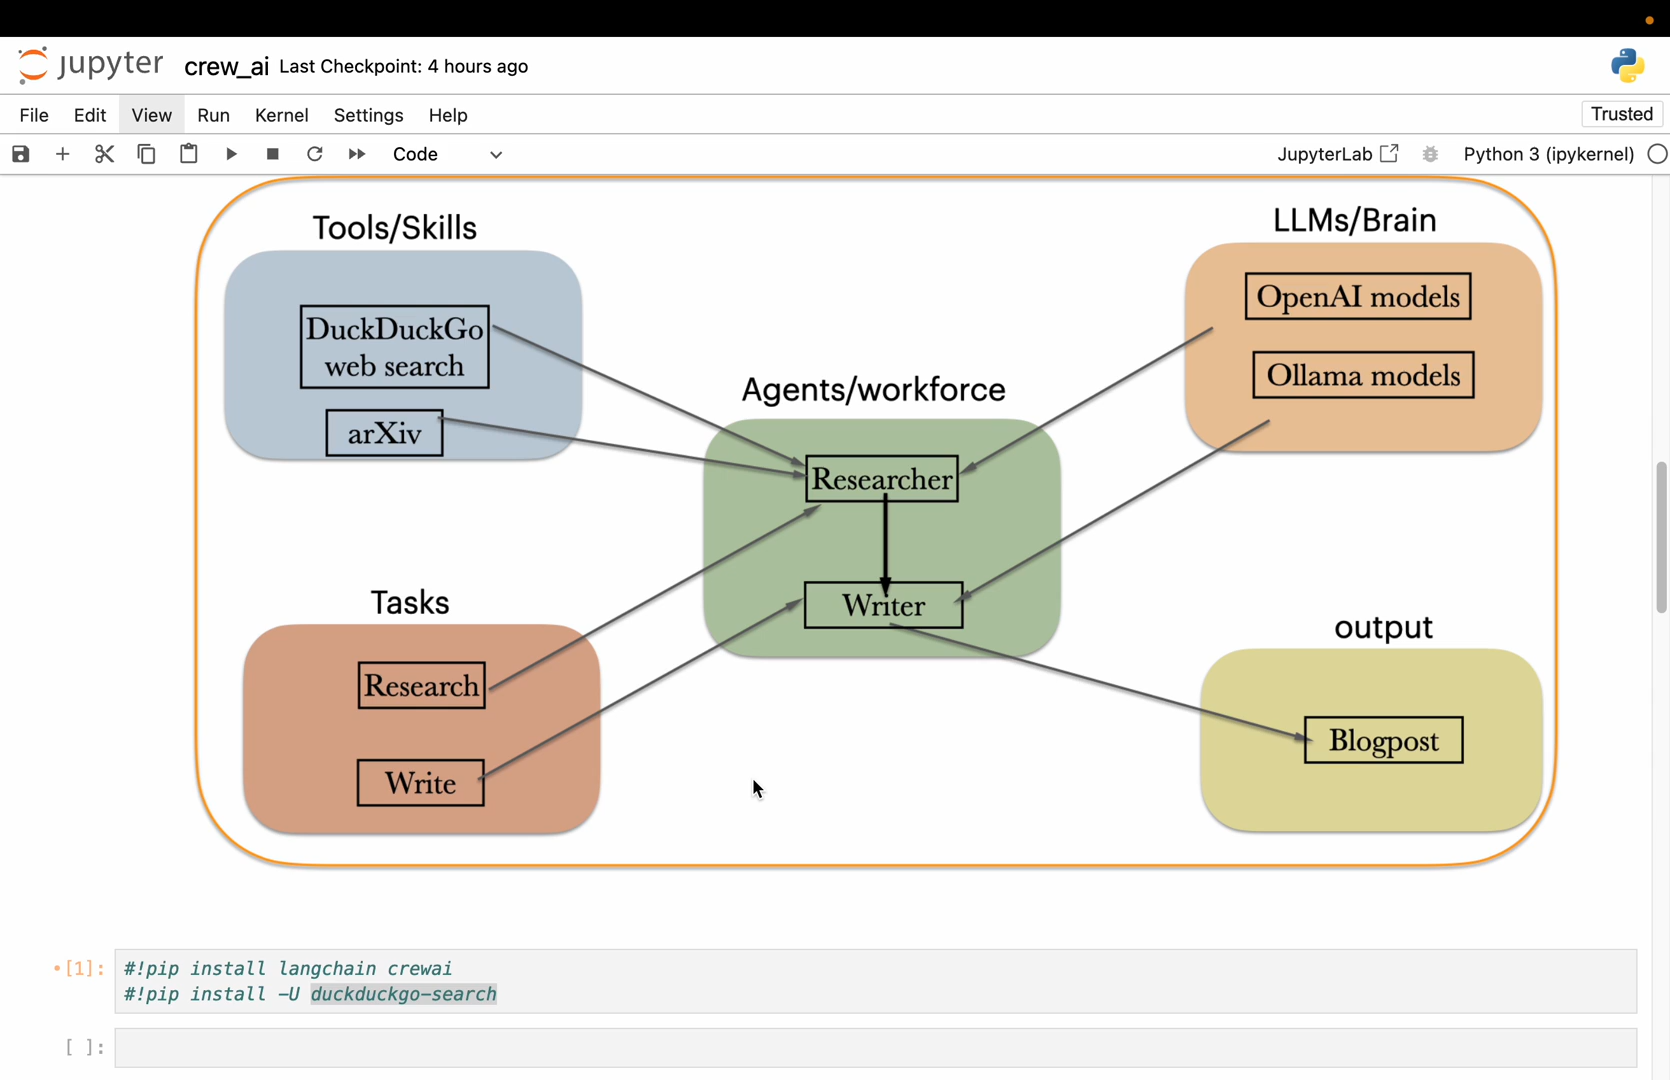 jupyter crew_ai Last Checkpoint: 4 hours ago
File Edit View Run Kernel Settings Help Trusted
Code JupyterLab Python 3 (ipykernel)
Tools/Skills
DuckDuckGo
web search
arXiv
LLMs/Brain
OpenAI models
Ollama models
Agents/workforce
Researcher
Writer
Tasks
Research
Write
output
Blogpost
[1]: #!pip install langchain crewai
#!pip install -U duckduckgo-search
[ ]: